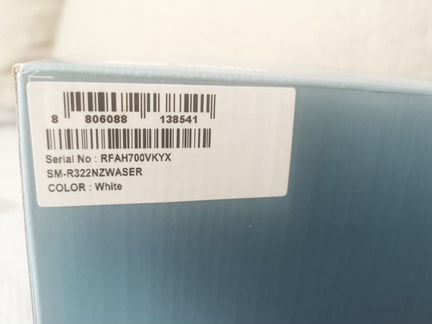 8 806088 138541
Serial No : RFAH700VKYX
SM-R322NZWASER
COLOR : White